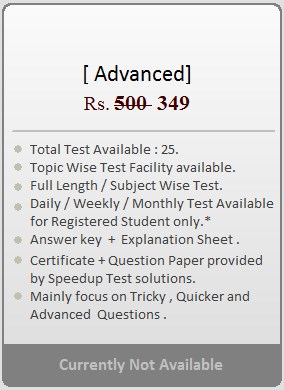 [ Advanced]
Rs. 500 349
Total Test Available : 25.
Topic Wise Test Facility available.
Full Length / Subject Wise Test.
Daily / Weekly / Monthly Test Available
for Registered Student only.*
Answer key + Explanation Sheet .
Certificate + Question Paper provided
by Speedup Test solutions.
Mainly focus on Tricky , Quicker and
Advanced Questions .
Currently Not Available